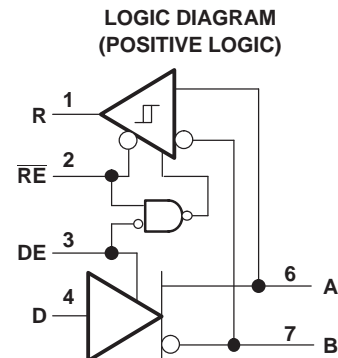 LOGIC DIAGRAM
(POSITIVE LOGIC)
R 1
RE 2
DE 3
D 4
6 A
7 B